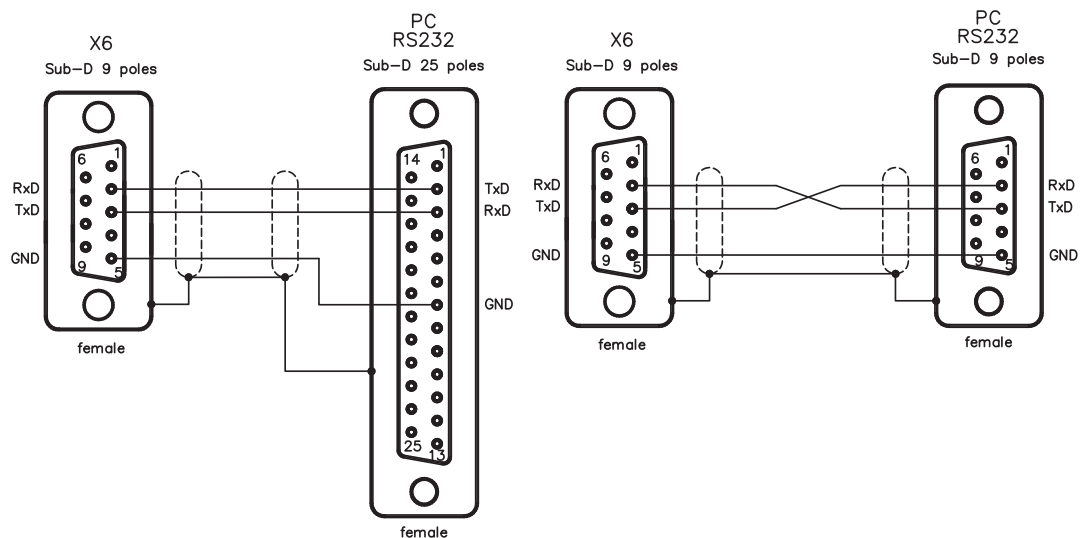 X6
Sub-D 9 poles
PC
RS232
Sub-D 25 poles
6
1
RxD
TxD
GND
9
5
female
14
1
TxD
RxD
GND
25
13
female
X6
Sub-D 9 poles
PC
RS232
Sub-D 9 poles
6
1
RxD
TxD
GND
9
5
female
6
1
RxD
TxD
GND
9
5
female